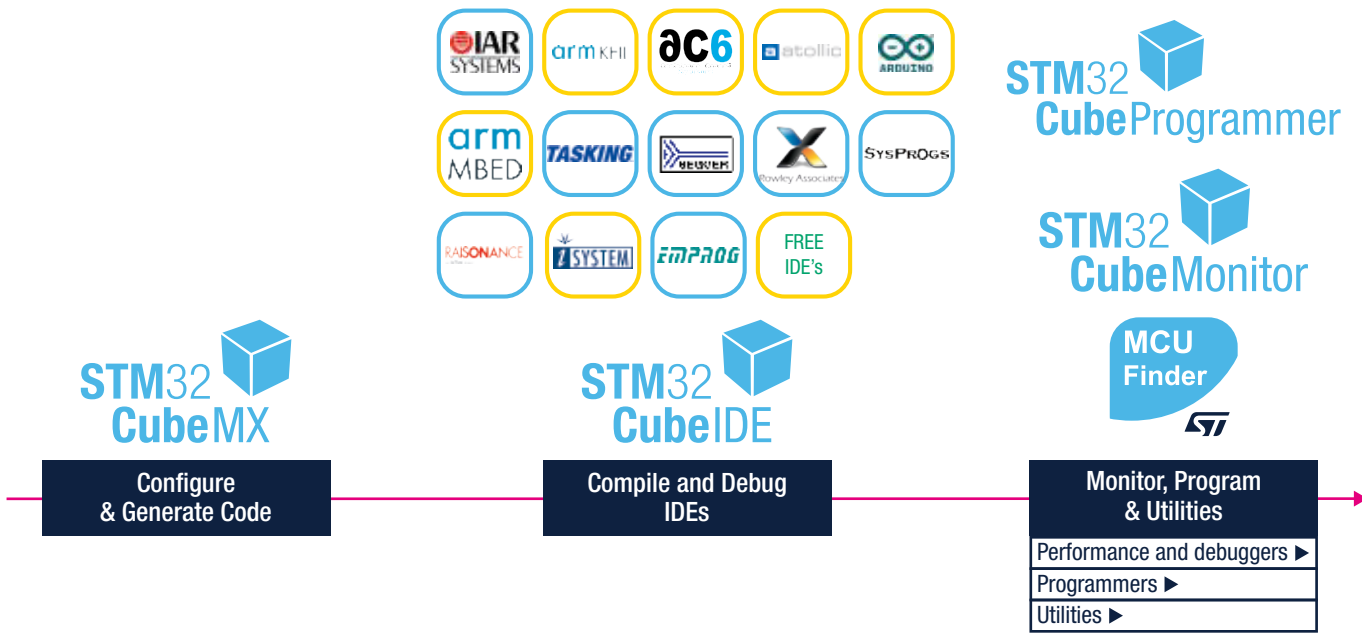 IAR
SYSTEMS
arm KEIL
ac6
atollic
ARDUINO
arm
MBED
TASKING
SEGGER
Rowley Associates
SYSPROGS
RAISONANCE
iSYSTEM
EMPROG
FREE
IDE's
STM32
CubeProgrammer
STM32
CubeMonitor
MCU
Finder
ST
STM32
CubeMX
STM32
CubeIDE
Configure
& Generate Code
Compile and Debug
IDEs
Monitor, Program
& Utilities
Performance and debuggers ▶
Programmers ▶
Utilities ▶